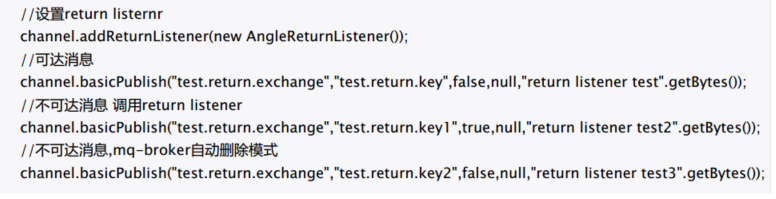 //设置return listernr
channel.addReturnListener(new AngleReturnListener());
//可达消息
channel.basicPublish("test.return.exchange","test.return.key",false,null,"return listener test".getBytes());
//不可达消息 调用return listener
channel.basicPublish("test.return.exchange","test.return.key1",true,null,"return listener test2".getBytes());
//不可达消息,mq-broker自动删除模式
channel.basicPublish("test.return.exchange","test.return.key2",false,null,"return listener test3".getBytes());